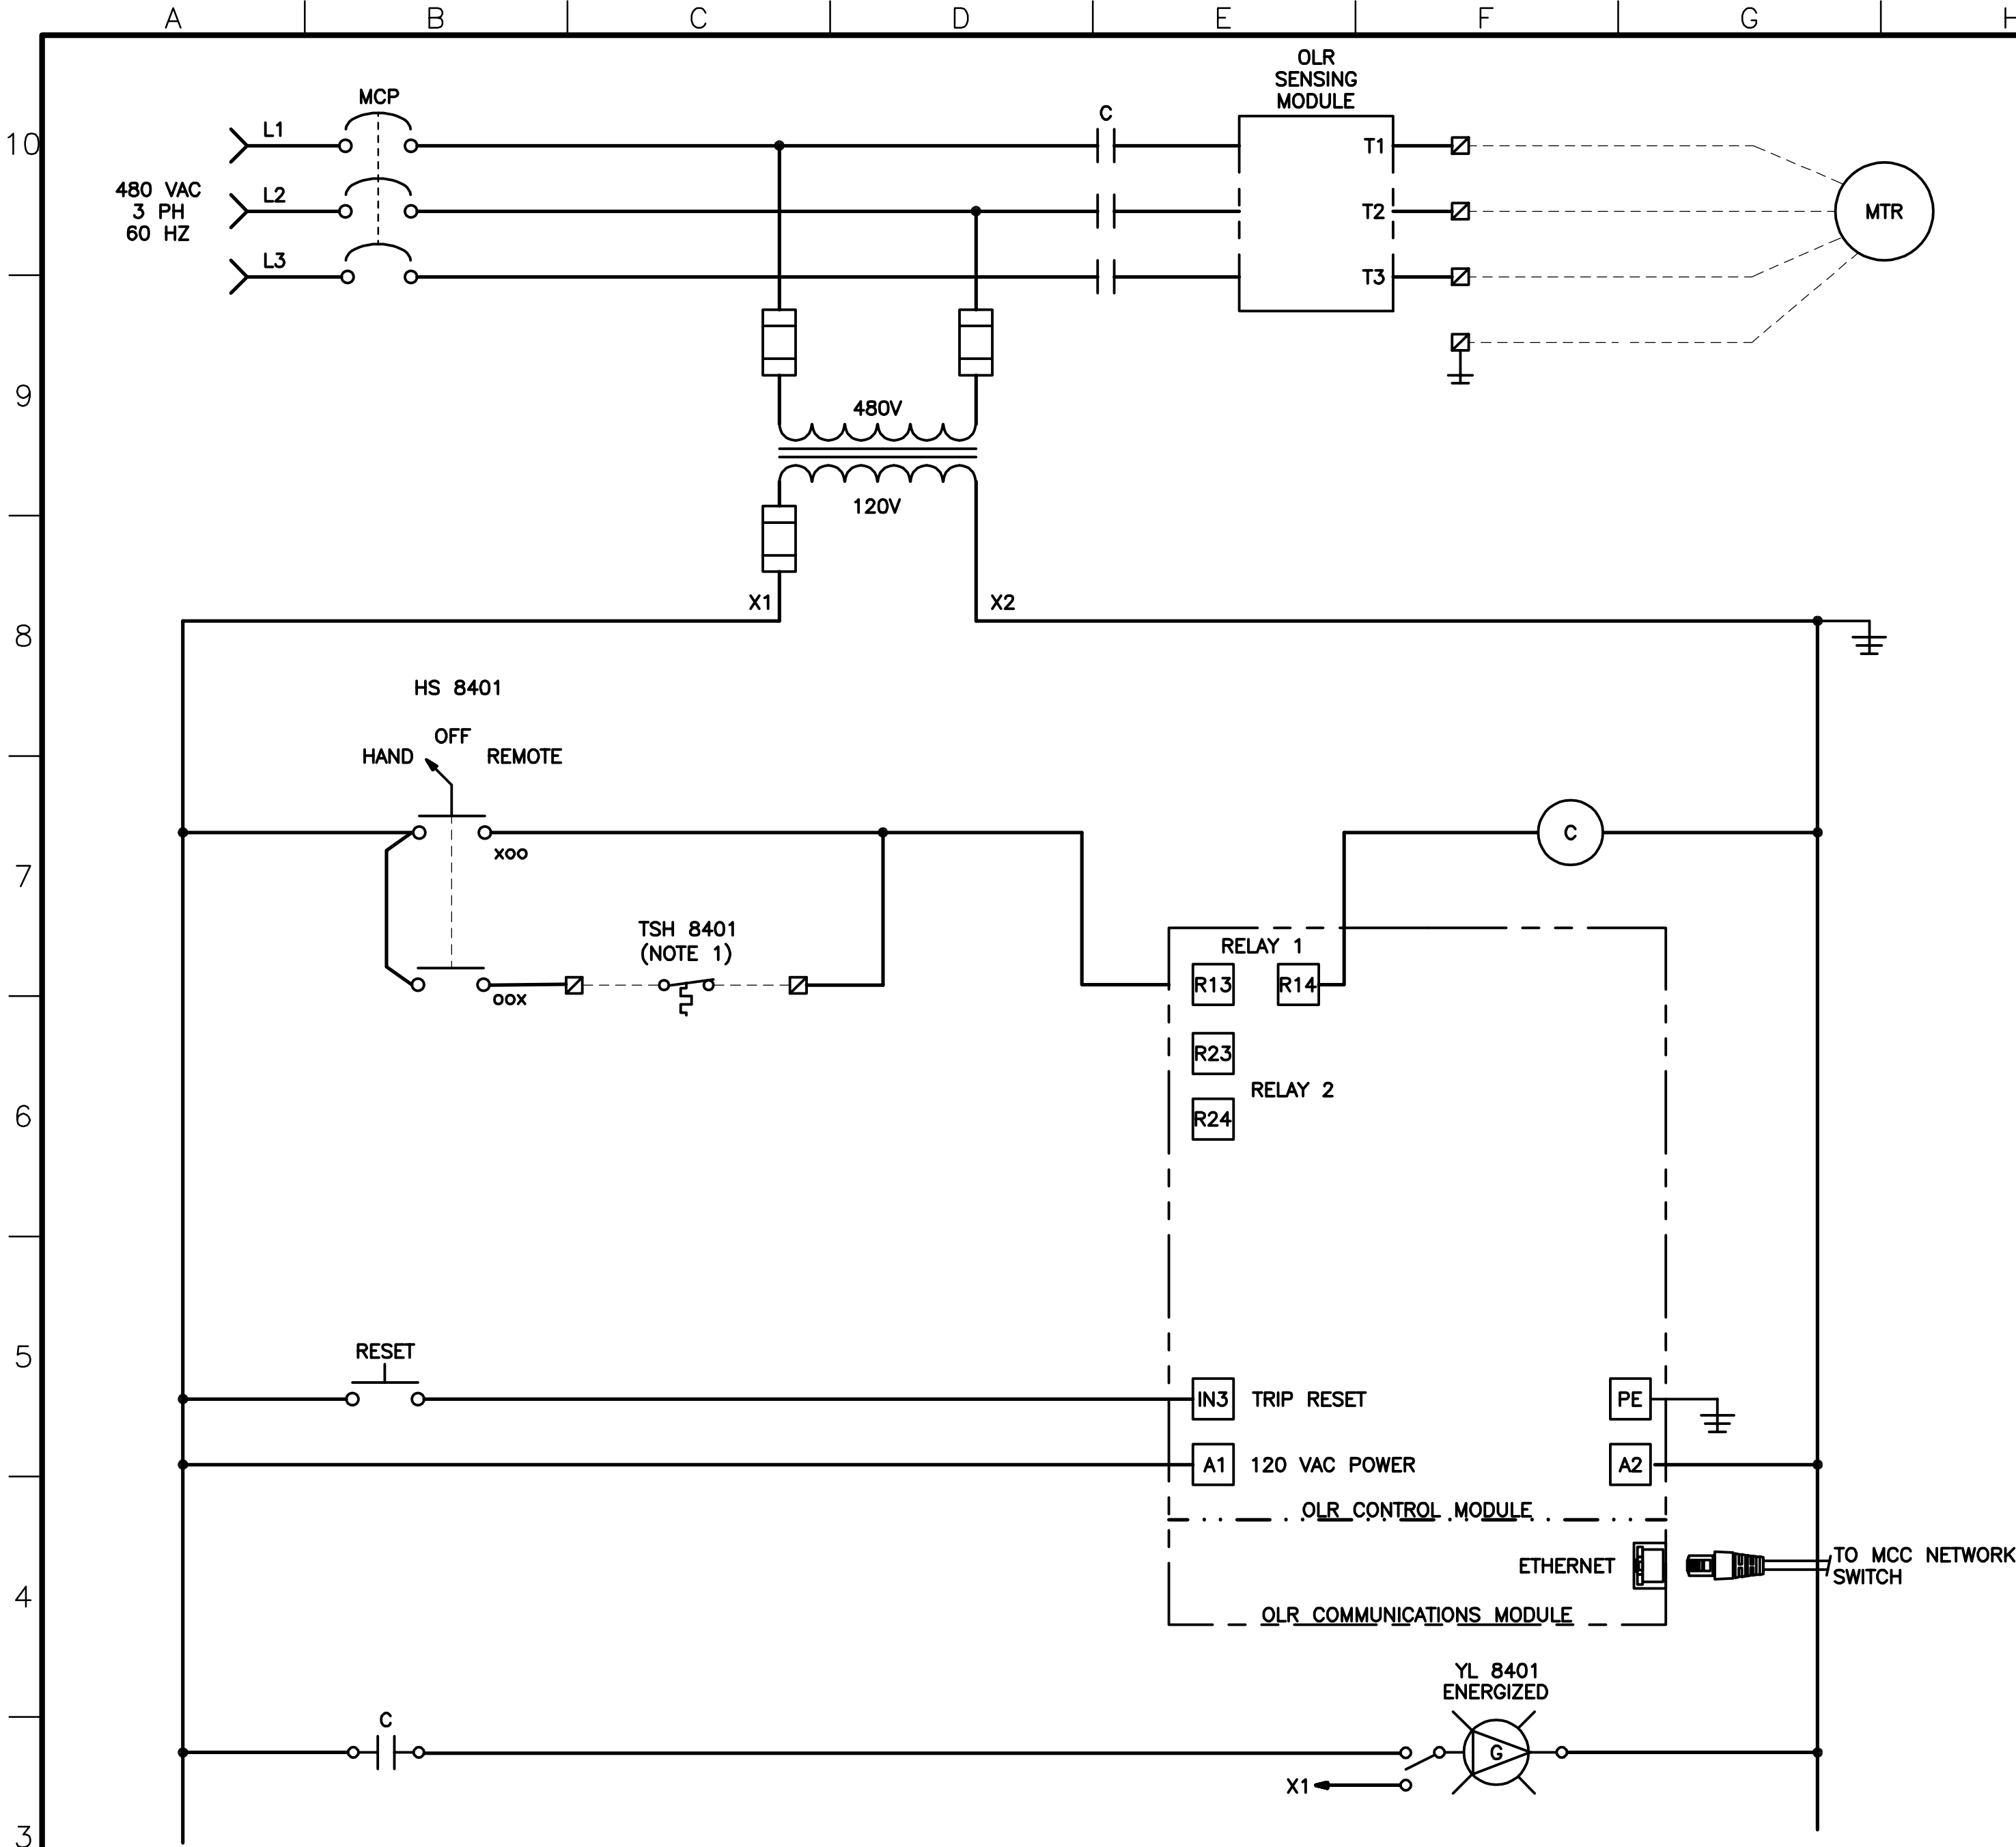 A B C D E F G H
OLR
SENSING
MODULE
MCP
C
10
L1
T1
480 VAC
3 PH
60 HZ
L2
T2
MTR
L3
T3
9
480V
120V
X1
X2
8
HS 8401
OFF
HAND
REMOTE
C
xoo
7
TSH 8401
(NOTE 1)
RELAY 1
R13
R14
oox
R23
RELAY 2
6
R24
RESET
5
IN3
TRIP RESET
PE
A1
120 VAC POWER
A2
OLR CONTROL MODULE
ETHERNET
TO MCC NETWORK
SWITCH
4
OLR COMMUNICATIONS MODULE
YL 8401
ENERGIZED
C
G
X1
3